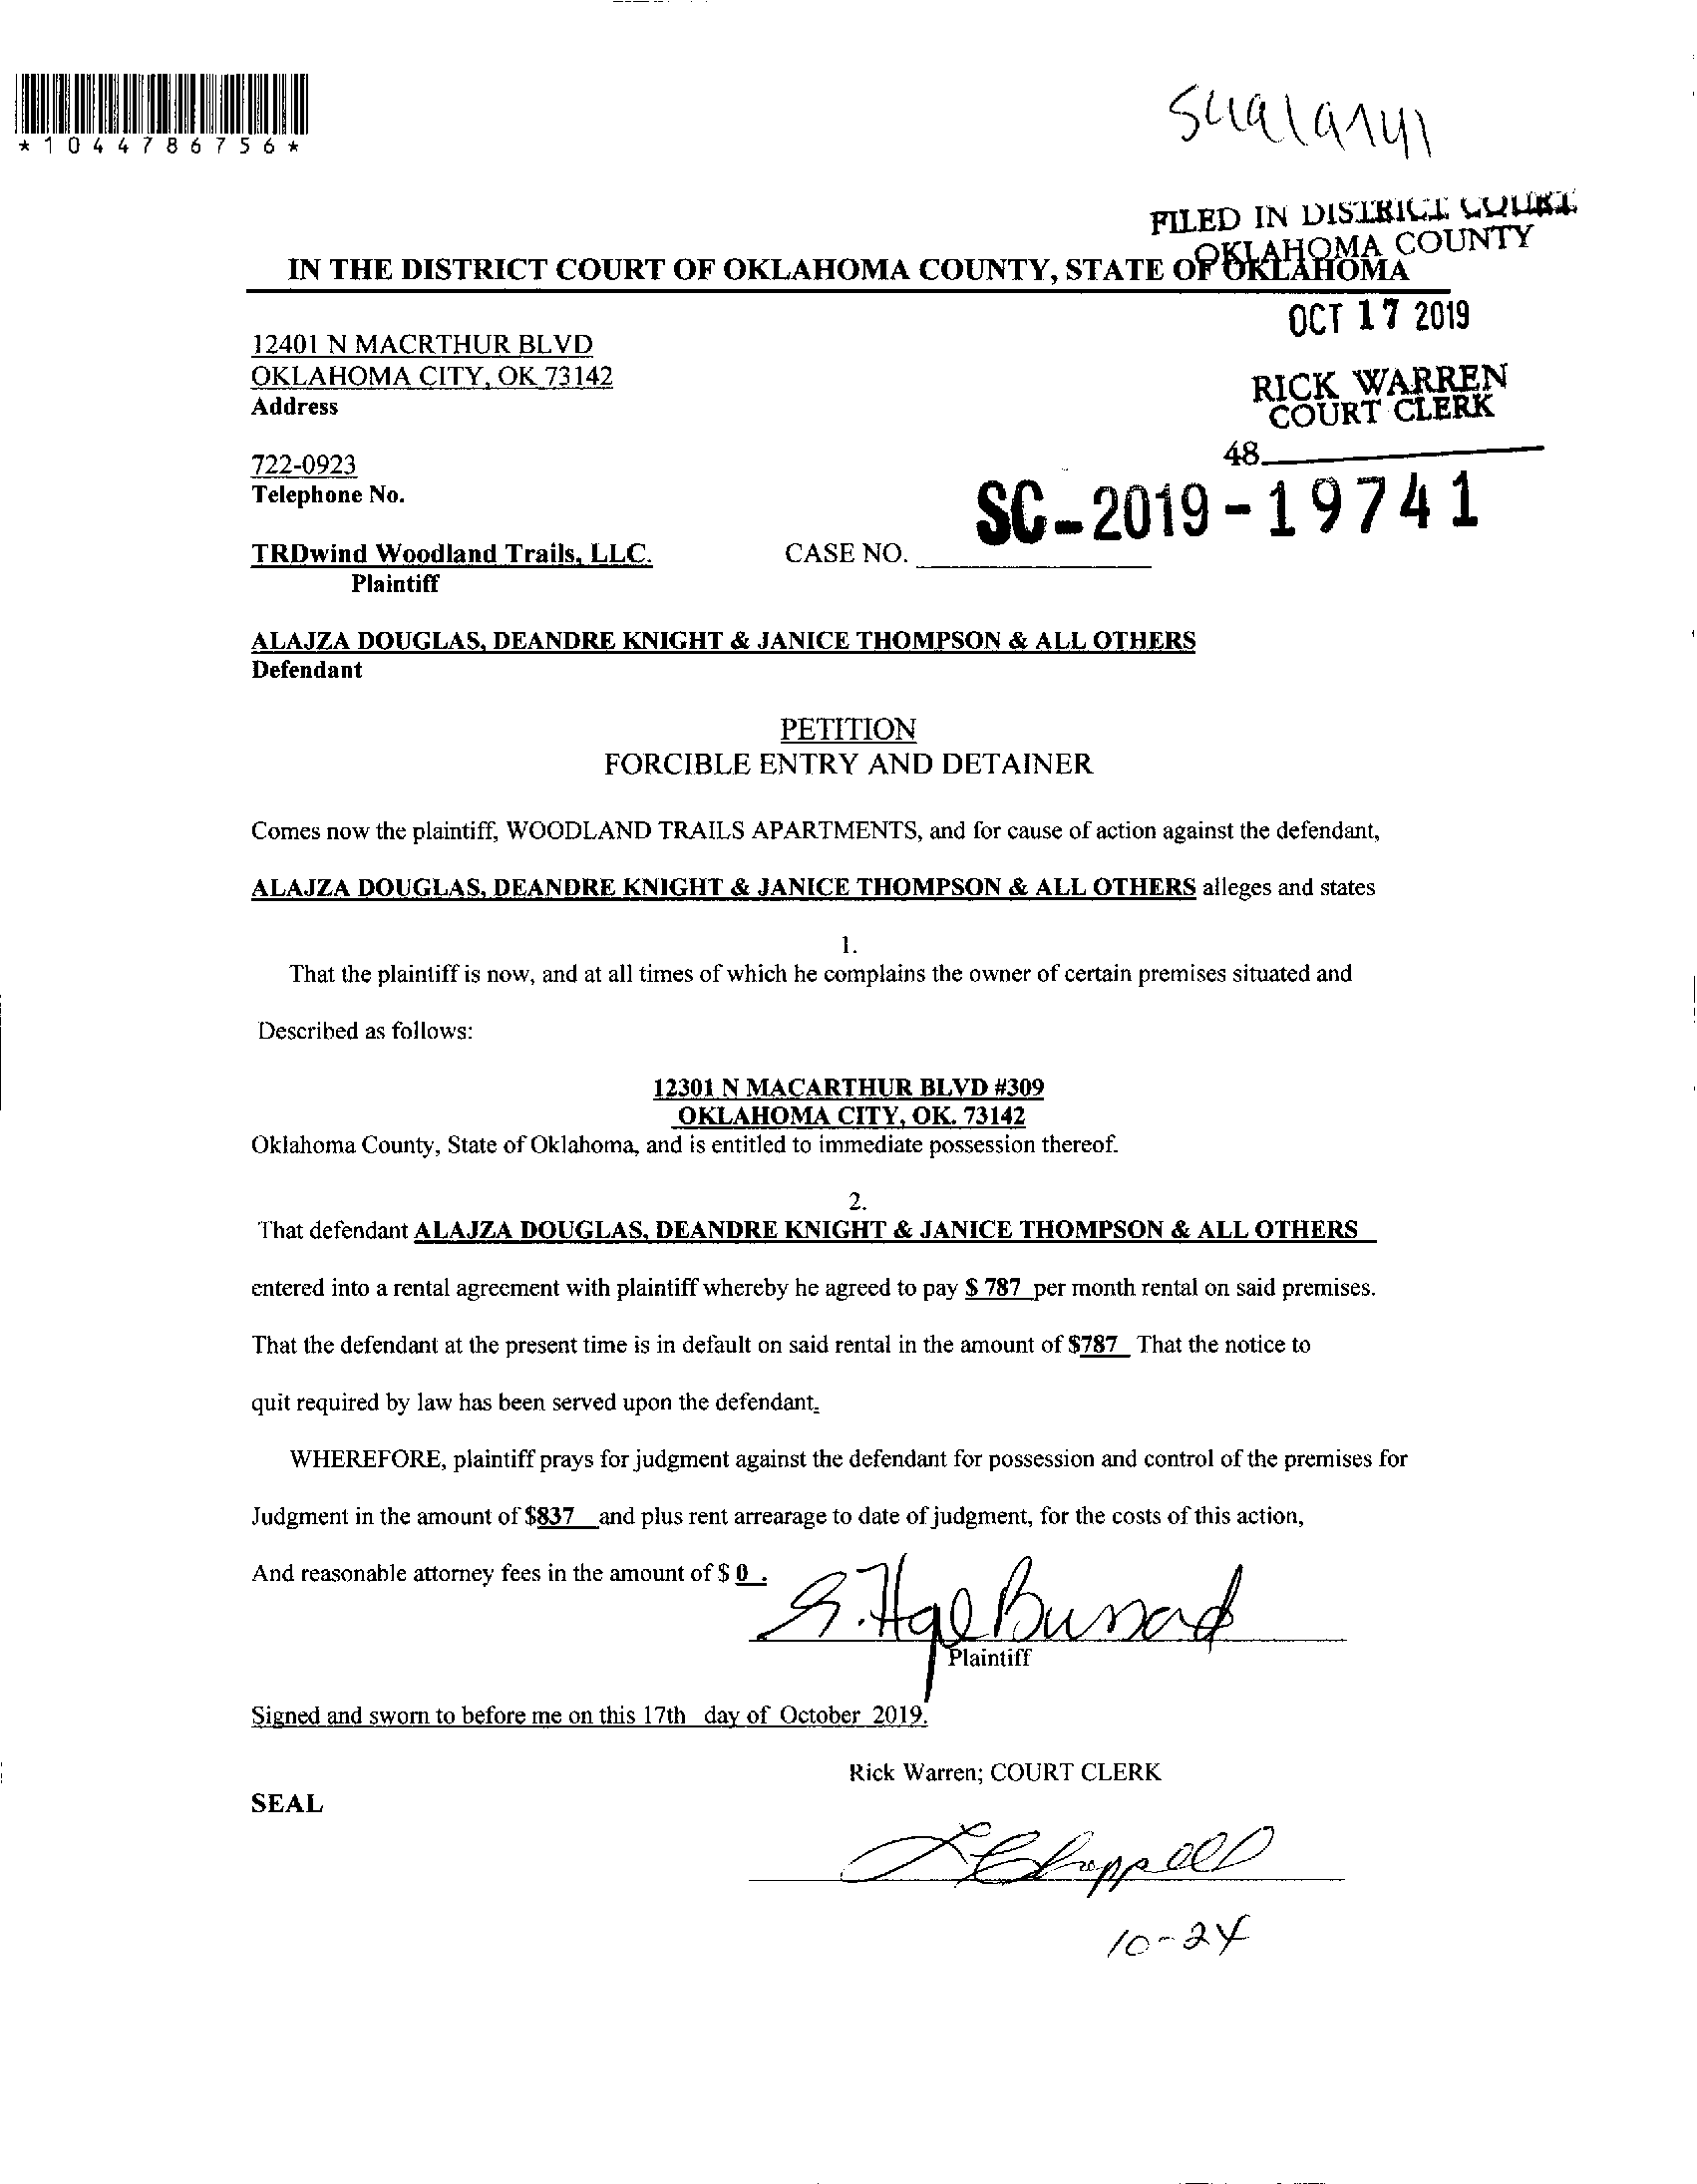 *1044786756*
FILED IN DISTRICT COURT
OKLAHOMA COUNTY
IN THE DISTRICT COURT OF OKLAHOMA COUNTY, STATE OF OKLAHOMA
OCT 17 2019
12401 N MACRTHUR BLVD
OKLAHOMA CITY, OK 73142
Address
RICK WARREN
COURT CLERK
48
722-0923
Telephone No.
SC-2019-19741
TRDwind Woodland Trails, LLC. CASE NO.
Plaintiff
ALAJZA DOUGLAS, DEANDRE KNIGHT & JANICE THOMPSON & ALL OTHERS
Defendant
PETITION
FORCIBLE ENTRY AND DETAINER
Comes now the plaintiff, WOODLAND TRAILS APARTMENTS, and for cause of action against the defendant,
ALAJZA DOUGLAS, DEANDRE KNIGHT & JANICE THOMPSON & ALL OTHERS alleges and states
1.
That the plaintiff is now, and at all times of which he complains the owner of certain premises situated and
Described as follows:
12301 N MACARTHUR BLVD #309
OKLAHOMA CITY, OK. 73142
Oklahoma County, State of Oklahoma, and is entitled to immediate possession thereof.
2.
That defendant ALAJZA DOUGLAS, DEANDRE KNIGHT & JANICE THOMPSON & ALL OTHERS
entered into a rental agreement with plaintiff whereby he agreed to pay $ 787 per month rental on said premises.
That the defendant at the present time is in default on said rental in the amount of $787 That the notice to
quit required by law has been served upon the defendant.
WHEREFORE, plaintiff prays for judgment against the defendant for possession and control of the premises for
Judgment in the amount of $837 and plus rent arrearage to date of judgment, for the costs of this action,
And reasonable attorney fees in the amount of $ 0 .
Plaintiff
Signed and sworn to before me on this 17th day of October 2019.
Rick Warren; COURT CLERK
SEAL
10-24